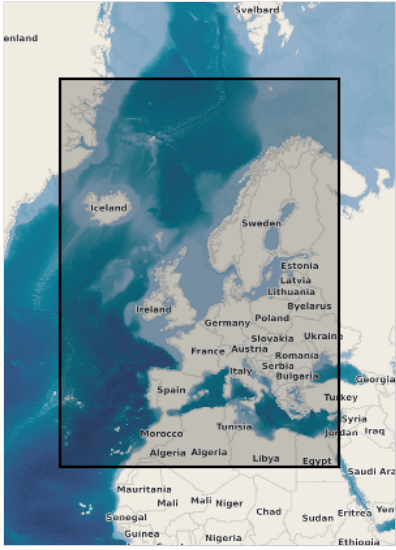 Svalbard
enland
Iceland
Sweden
Estonia
Latvia
Lithuania
Byelarus
Ireland
Poland
Germany
Slovakia
Ukraine
France
Austria
Romania
Serbia
Italy
Bulgaria
Georgia
Spain
Turkey
Syria
Tunisia
Jordan
Iraq
Morocco
Algeria
Algeria
Libya
Egypt
Saudi Ara
Mauritania
Mali
Mali
Niger
Chad
Sudan
Eritrea
Yem
Senegal
Guinea
Nigeria
Ethiopia